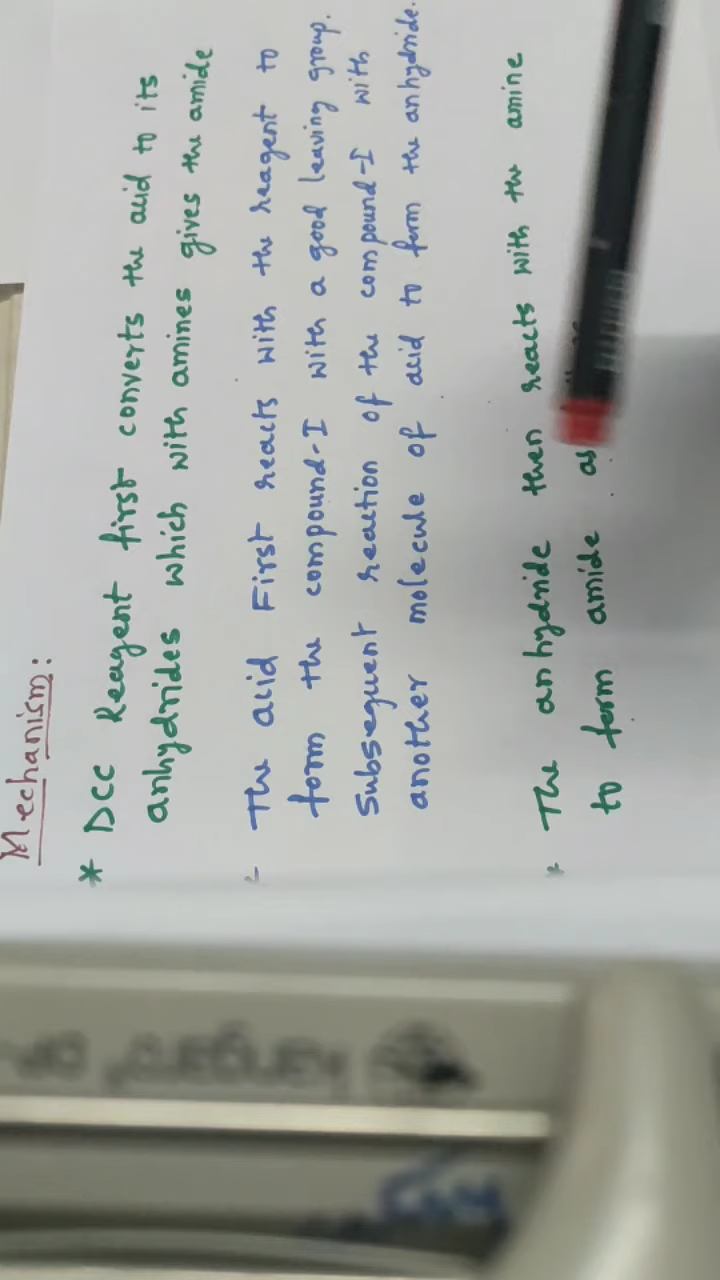 Mechanism:
* DCC Reagent first converts the acid to its
anhydrides which with amines gives the amide
The acid First reacts with the reagent to
form the compound-I with a good leaving group.
Subsequent reaction of the compound-I with
another molecule of acid to form the anhydride.
* The anhydride then reacts with the amine
to form amide as
kangaro